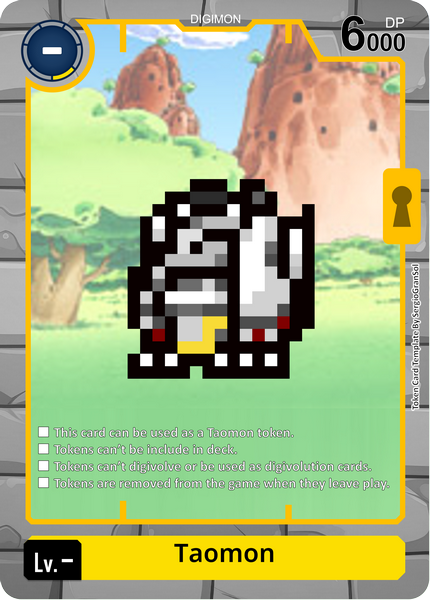 DIGIMON
-
DP
6000
Token Card Template By SergioGranSol
This card can be used as a Taomon token.
Tokens can't be include in deck.
Tokens can't digivolve or be used as digivolution cards.
Tokens are removed from the game when they leave play.
Lv.-
Taomon